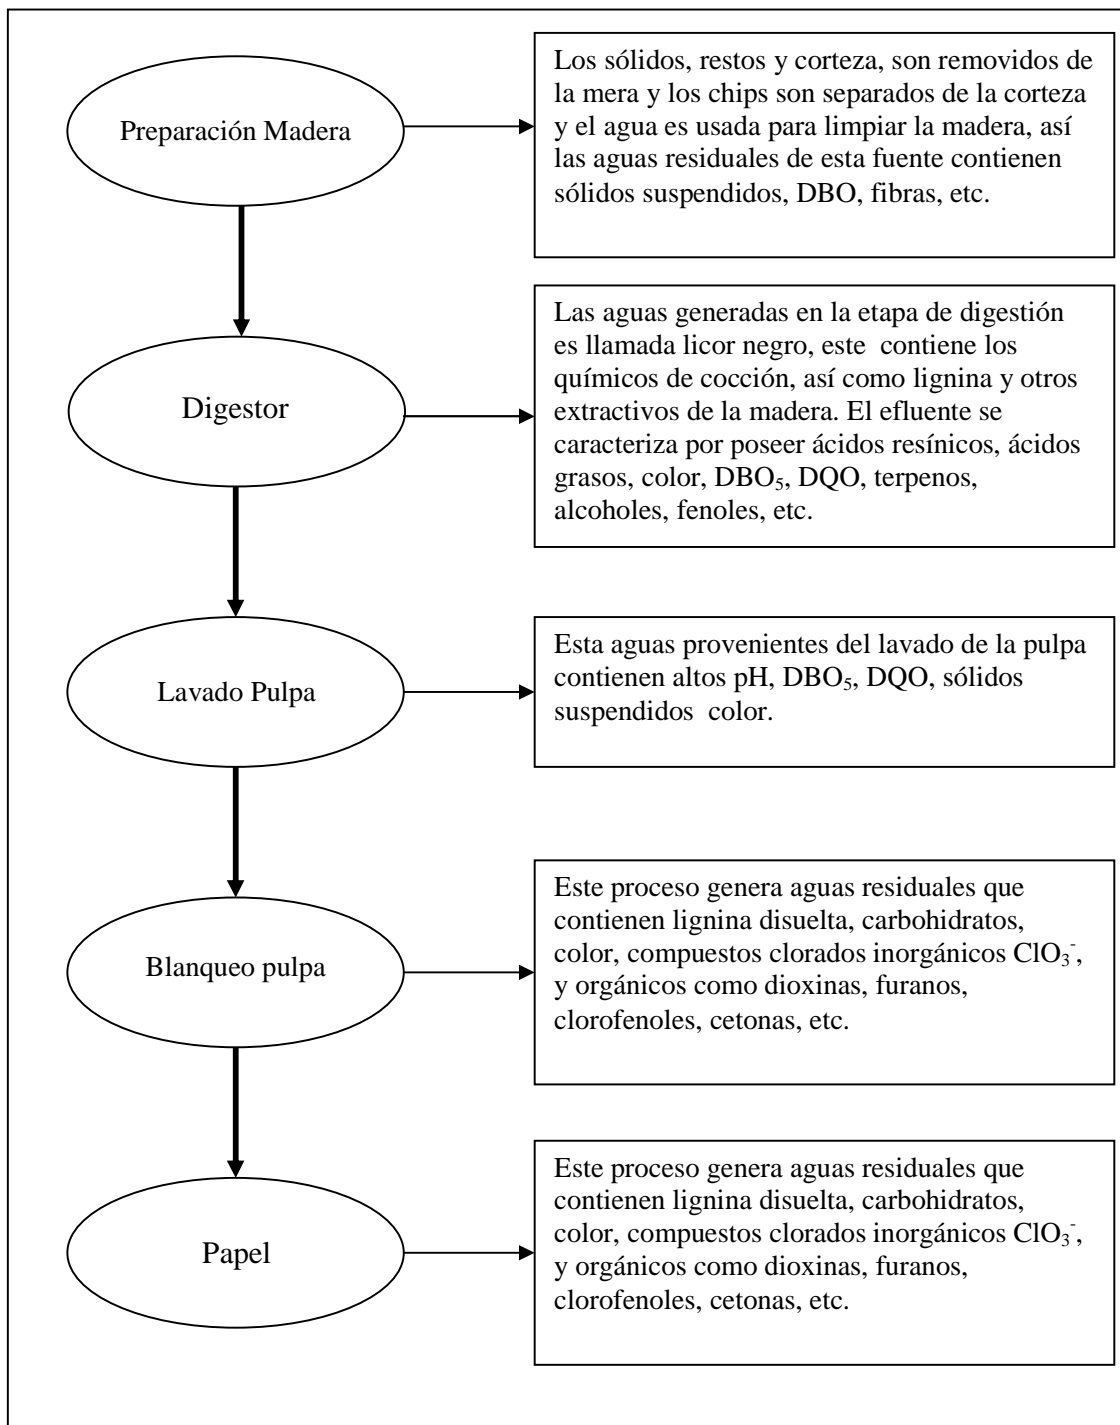 Preparación Madera
Los sólidos, restos y corteza, son removidos de
la mera y los chips son separados de la corteza
y el agua es usada para limpiar la madera, así
las aguas residuales de esta fuente contienen
sólidos suspendidos, DBO, fibras, etc.
Digestor
Las aguas generadas en la etapa de digestión
es llamada licor negro, este contiene los
químicos de cocción, así como lignina y otros
extractivos de la madera. El efluente se
caracteriza por poseer ácidos resínicos, ácidos
grasos, color, DBO₅, DQO, terpenos,
alcoholes, fenoles, etc.
Lavado Pulpa
Esta aguas provenientes del lavado de la pulpa
contienen altos pH, DBO₅, DQO, sólidos
suspendidos color.
Blanqueo pulpa
Este proceso genera aguas residuales que
contienen lignina disuelta, carbohidratos,
color, compuestos clorados inorgánicos ClO₃⁻,
y orgánicos como dioxinas, furanos,
clorofenoles, cetonas, etc.
Papel
Este proceso genera aguas residuales que
contienen lignina disuelta, carbohidratos,
color, compuestos clorados inorgánicos ClO₃⁻,
y orgánicos como dioxinas, furanos,
clorofenoles, cetonas, etc.